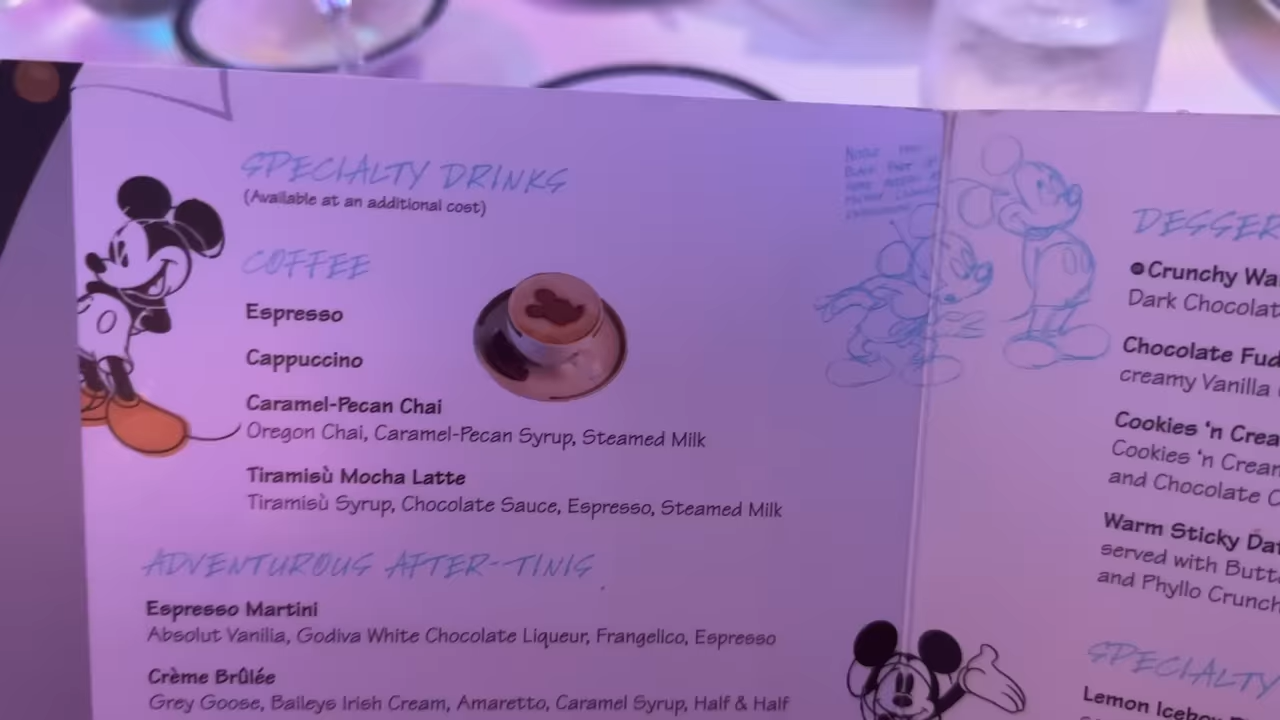 SPECIALTY DRINKS
(Available at an additional cost)
COFFEE
Espresso
Cappuccino
Caramel-Pecan Chai
Oregon Chai, Caramel-Pecan Syrup, Steamed Milk
Tiramisù Mocha Latte
Tiramisù Syrup, Chocolate Sauce, Espresso, Steamed Milk
ADVENTUROUS AFTER-TINIS
Espresso Martini
Absolut Vanilia, Godiva White Chocolate Liqueur, Frangelico, Espresso
Crème Brûlée
Grey Goose, Baileys Irish Cream, Amaretto, Caramel Syrup, Half & Half
DESSER
Crunchy Wa
Dark Chocolat
Chocolate Fud
creamy Vanilla
Cookies 'n Crea
Cookies 'n Cream
and Chocolate C
Warm Sticky Dat
served with Butt
and Phyllo Crunch
SPECIALTY
Lemon Icebox